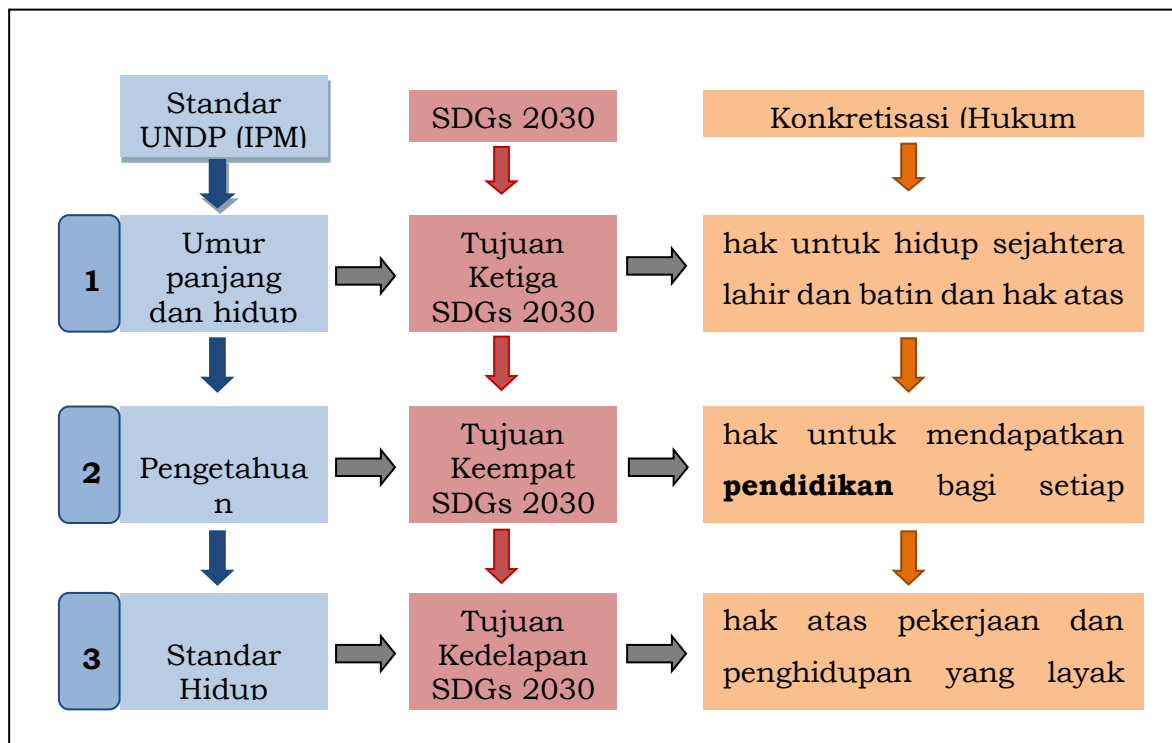 Standar
UNDP (IPM)
SDGs 2030
Konkretisasi (Hukum
1
Umur
panjang
dan hidup
Tujuan
Ketiga
SDGs 2030
hak untuk hidup sejahtera
lahir dan batin dan hak atas
2
Pengetahua
n
Tujuan
Keempat
SDGs 2030
hak untuk mendapatkan
pendidikan bagi setiap
3
Standar
Hidup
Tujuan
Kedelapan
SDGs 2030
hak atas pekerjaan dan
penghidupan yang layak